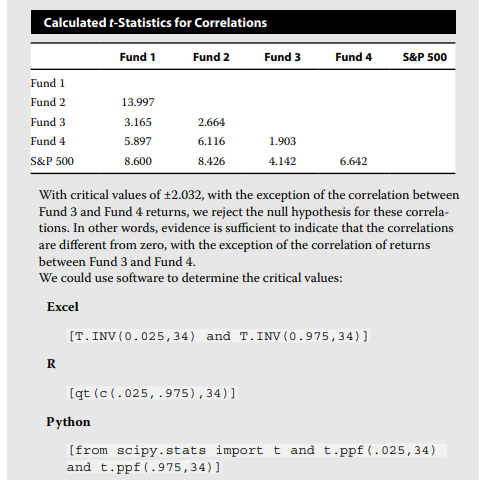 Calculated t-Statistics for Correlations
Fund 1 Fund 2 Fund 3 Fund 4 S&P 500
Fund 1
Fund 2 13.997
Fund 3 3.165 2.664
Fund 4 5.897 6.116 1.903
S&P 500 8.600 8.426 4.142 6.642
With critical values of ±2.032, with the exception of the correlation between
Fund 3 and Fund 4 returns, we reject the null hypothesis for these correla-
tions. In other words, evidence is sufficient to indicate that the correlations
are different from zero, with the exception of the correlation of returns
between Fund 3 and Fund 4.
We could use software to determine the critical values:
Excel
[T.INV(0.025,34) and T.INV(0.975,34)]
R
[qt(c(.025,.975),34)]
Python
[from scipy.stats import t and t.ppf(.025,34)
and t.ppf(.975,34)]